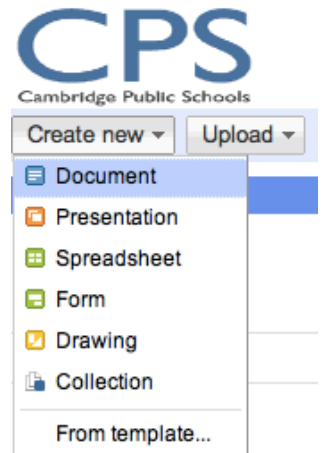 CPS
Cambridge Public Schools
Create new Upload
Document
Presentation
Spreadsheet
Form
Drawing
Collection
From template...